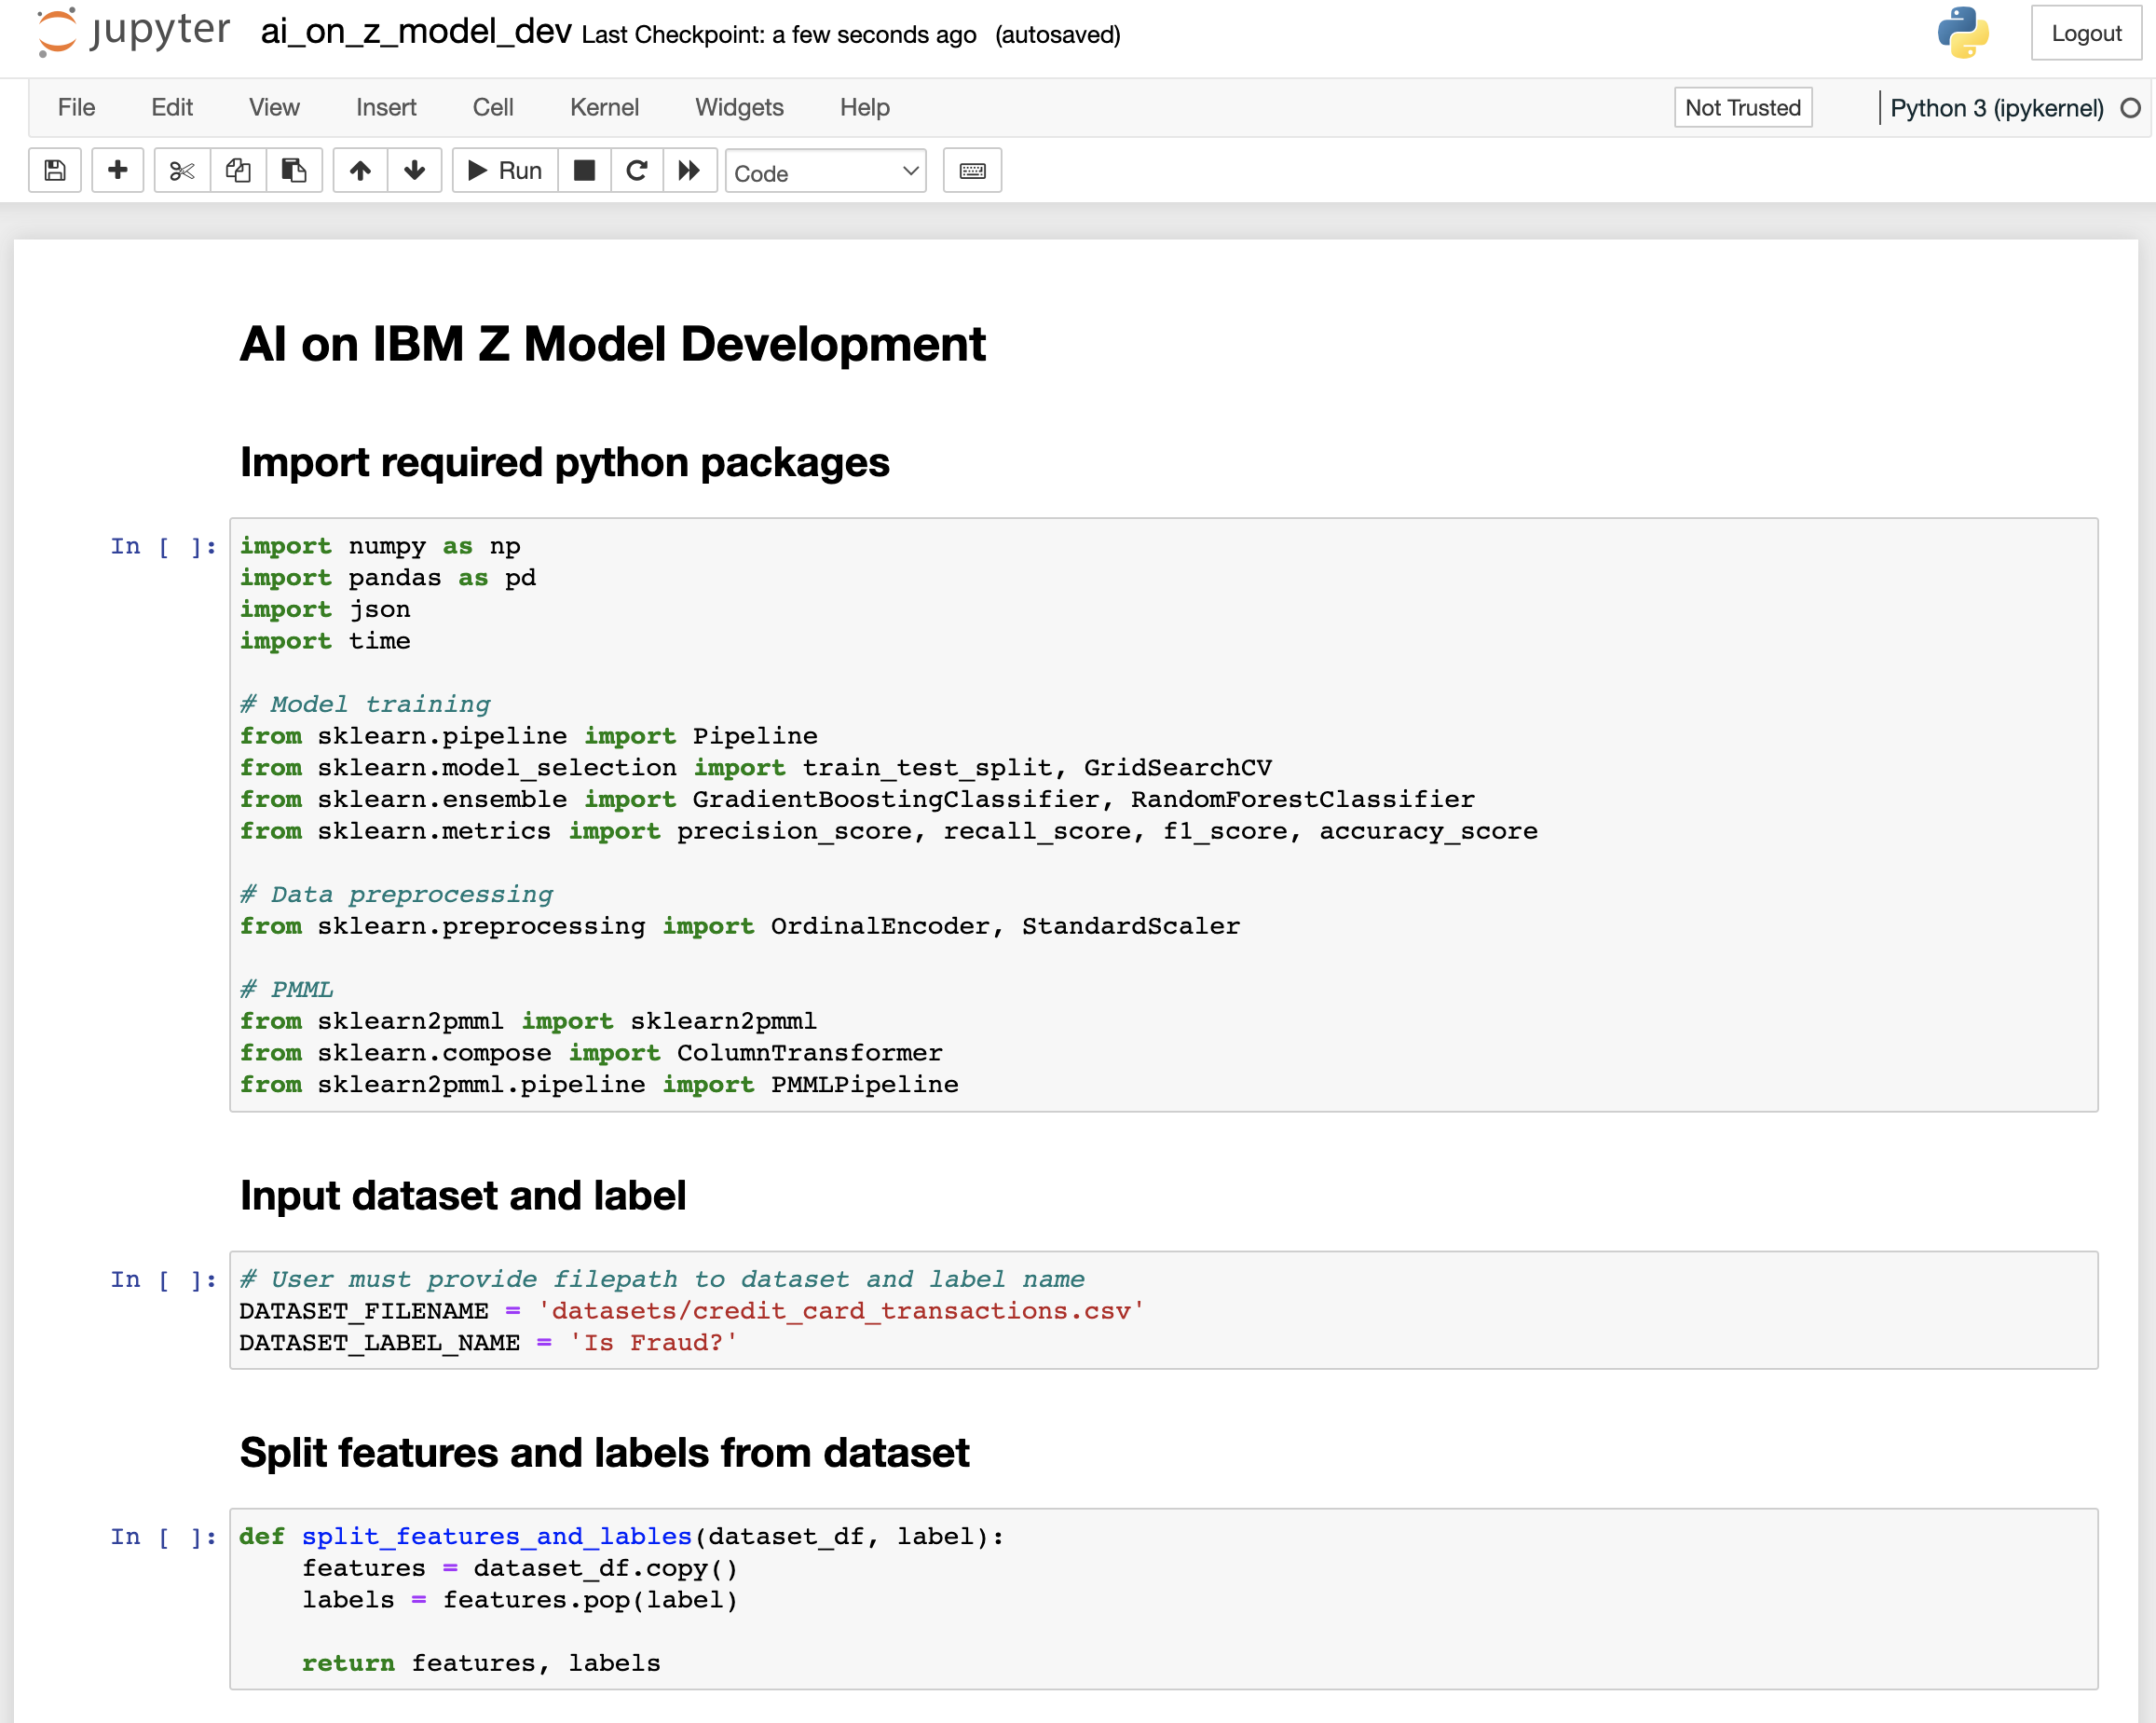 jupyter ai_on_z_model_dev Last Checkpoint: a few seconds ago (autosaved) Logout
File Edit View Insert Cell Kernel Widgets Help Not Trusted Python 3 (ipykernel)
Run Code
AI on IBM Z Model Development
Import required python packages
In [ ]: import numpy as np
import pandas as pd
import json
import time
# Model training
from sklearn.pipeline import Pipeline
from sklearn.model_selection import train_test_split, GridSearchCV
from sklearn.ensemble import GradientBoostingClassifier, RandomForestClassifier
from sklearn.metrics import precision_score, recall_score, f1_score, accuracy_score
# Data preprocessing
from sklearn.preprocessing import OrdinalEncoder, StandardScaler
# PMML
from sklearn2pmml import sklearn2pmml
from sklearn.compose import ColumnTransformer
from sklearn2pmml.pipeline import PMMLPipeline
Input dataset and label
In [ ]: # User must provide filepath to dataset and label name
DATASET_FILENAME = 'datasets/credit_card_transactions.csv'
DATASET_LABEL_NAME = 'Is Fraud?'
Split features and labels from dataset
In [ ]: def split_features_and_lables(dataset_df, label):
    features = dataset_df.copy()
    labels = features.pop(label)
    return features, labels